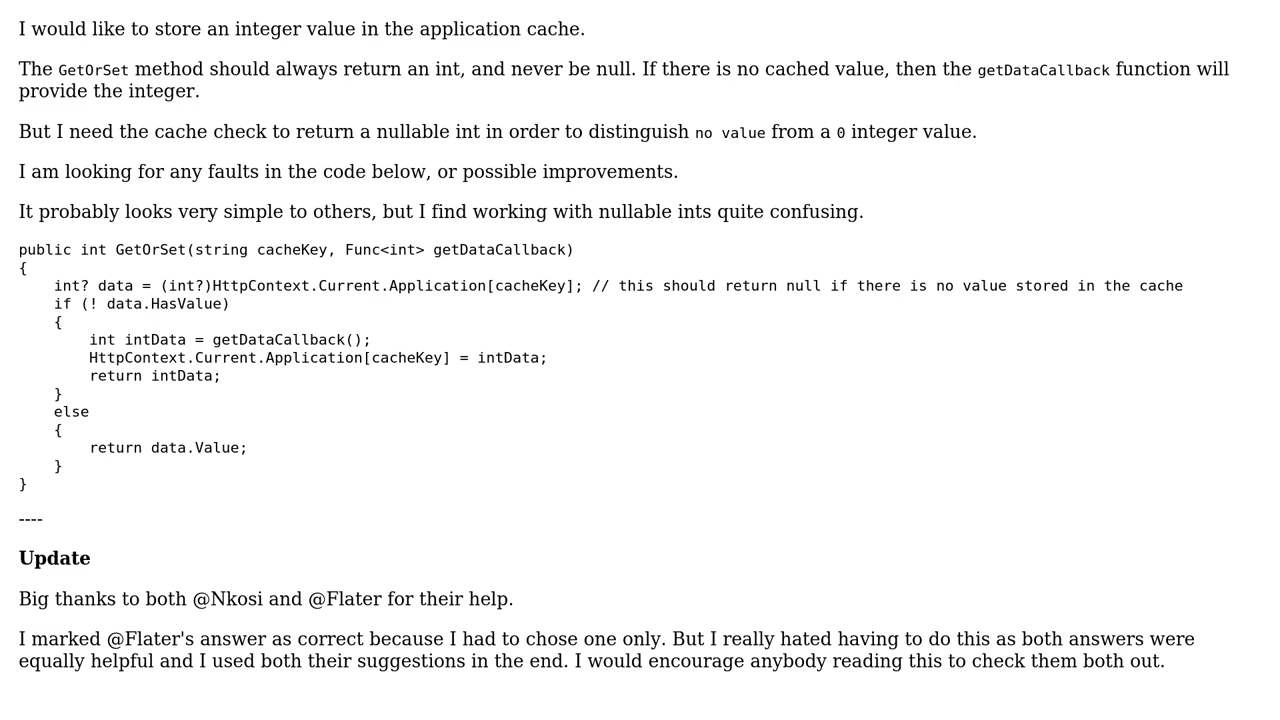 I would like to store an integer value in the application cache.
The GetOrSet method should always return an int, and never be null. If there is no cached value, then the getDataCallback function will
provide the integer.
But I need the cache check to return a nullable int in order to distinguish no value from a 0 integer value.
I am looking for any faults in the code below, or possible improvements.
It probably looks very simple to others, but I find working with nullable ints quite confusing.
public int GetOrSet(string cacheKey, Func<int> getDataCallback)
{
    int? data = (int?)HttpContext.Current.Application[cacheKey]; // this should return null if there is no value stored in the cache
    if (! data.HasValue)
    {
        int intData = getDataCallback();
        HttpContext.Current.Application[cacheKey] = intData;
        return intData;
    }
    else
    {
        return data.Value;
    }
}
----
Update
Big thanks to both @Nkosi and @Flater for their help.
I marked @Flater's answer as correct because I had to chose one only. But I really hated having to do this as both answers were
equally helpful and I used both their suggestions in the end. I would encourage anybody reading this to check them both out.